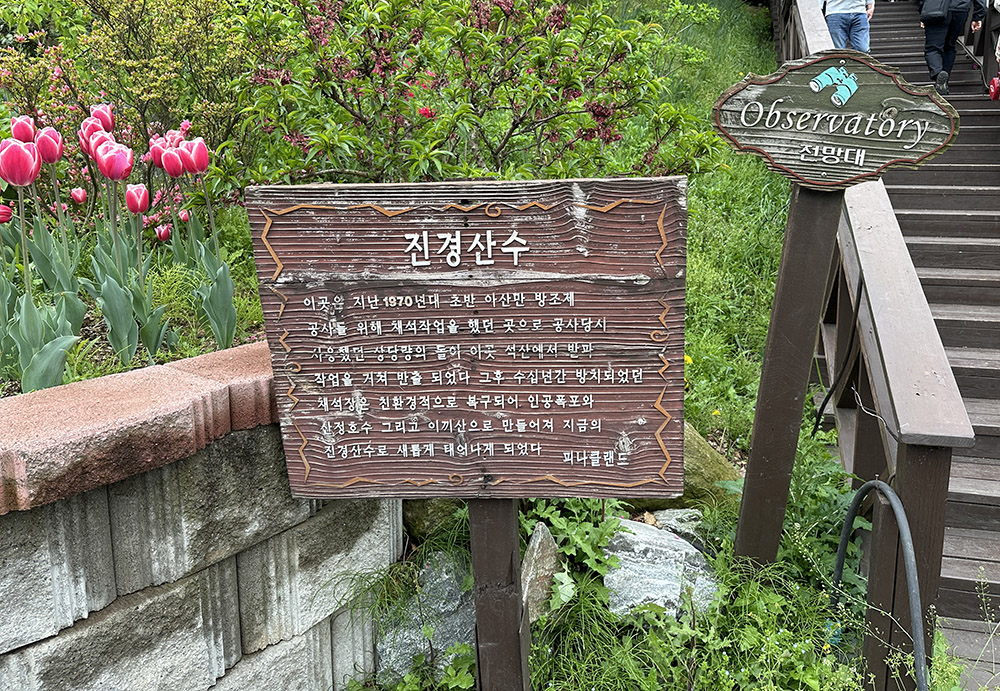 진경산수
이곳은 지난 1970년대 초반 아산만 방조제
공사를 위해 채석작업을 했던 곳으로 공사당시
사용했던 상당량의 돌이 이곳 석산에서 반파
작업을 거쳐 반출 되었다 그후 수십년간 방치되었던
채석장은 친환경적으로 복구되어 인공폭포와
산정호수 그리고 이끼산으로 만들어져 지금의
진경산수로 새롭게 태어나게 되었다 피나클랜드
Observatory
전망대